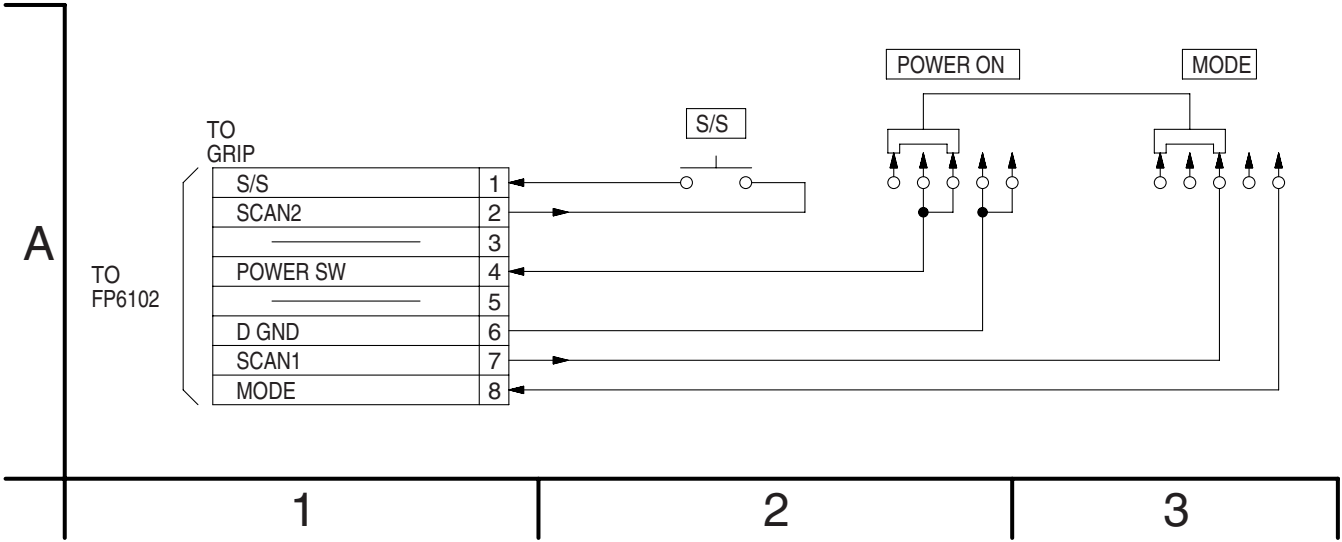 POWER ON
MODE
S/S
TO
GRIP
S/S 1
SCAN2 2
3
POWER SW 4
5
D GND 6
SCAN1 7
MODE 8
TO
FP6102
A
1
2
3